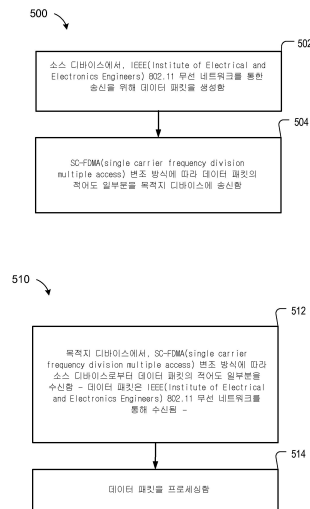 500
502
소스 디바이스에서, IEEE(Institute of Electrical and
Electronics Engineers) 802.11 무선 네트워크를 통한
송신을 위해 데이터 패킷을 생성함
504
SC-FDMA(single carrier frequency division
multiple access) 변조 방식에 따라 데이터 패킷의
적어도 일부분을 목적지 디바이스에 송신함
510
512
목적지 디바이스에서, SC-FDMA(single carrier
frequency division multiple access) 변조 방식에 따라
소스 디바이스로부터 데이터 패킷의 적어도 일부분을
수신함 - 데이터 패킷은 IEEE(Institute of Electrical
and Electronics Engineers) 802.11 무선 네트워크를
통해 수신됨 -
514
데이터 패킷을 프로세싱함